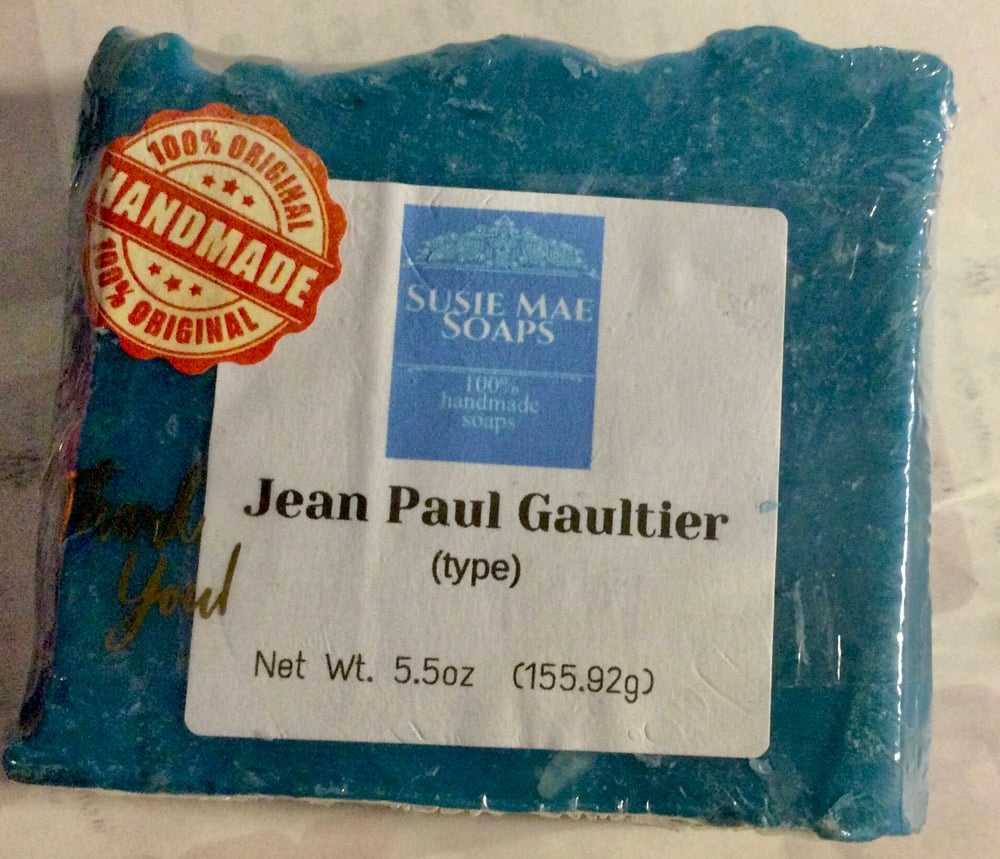 100% ORIGINAL
HANDMADE
100% ORIGINAL
SUSIE MAE
SOAPS
100%
handmade
soaps
Jean Paul Gaultier
(type)
Thank
You!
Net Wt. 5.5oz (155.92g)